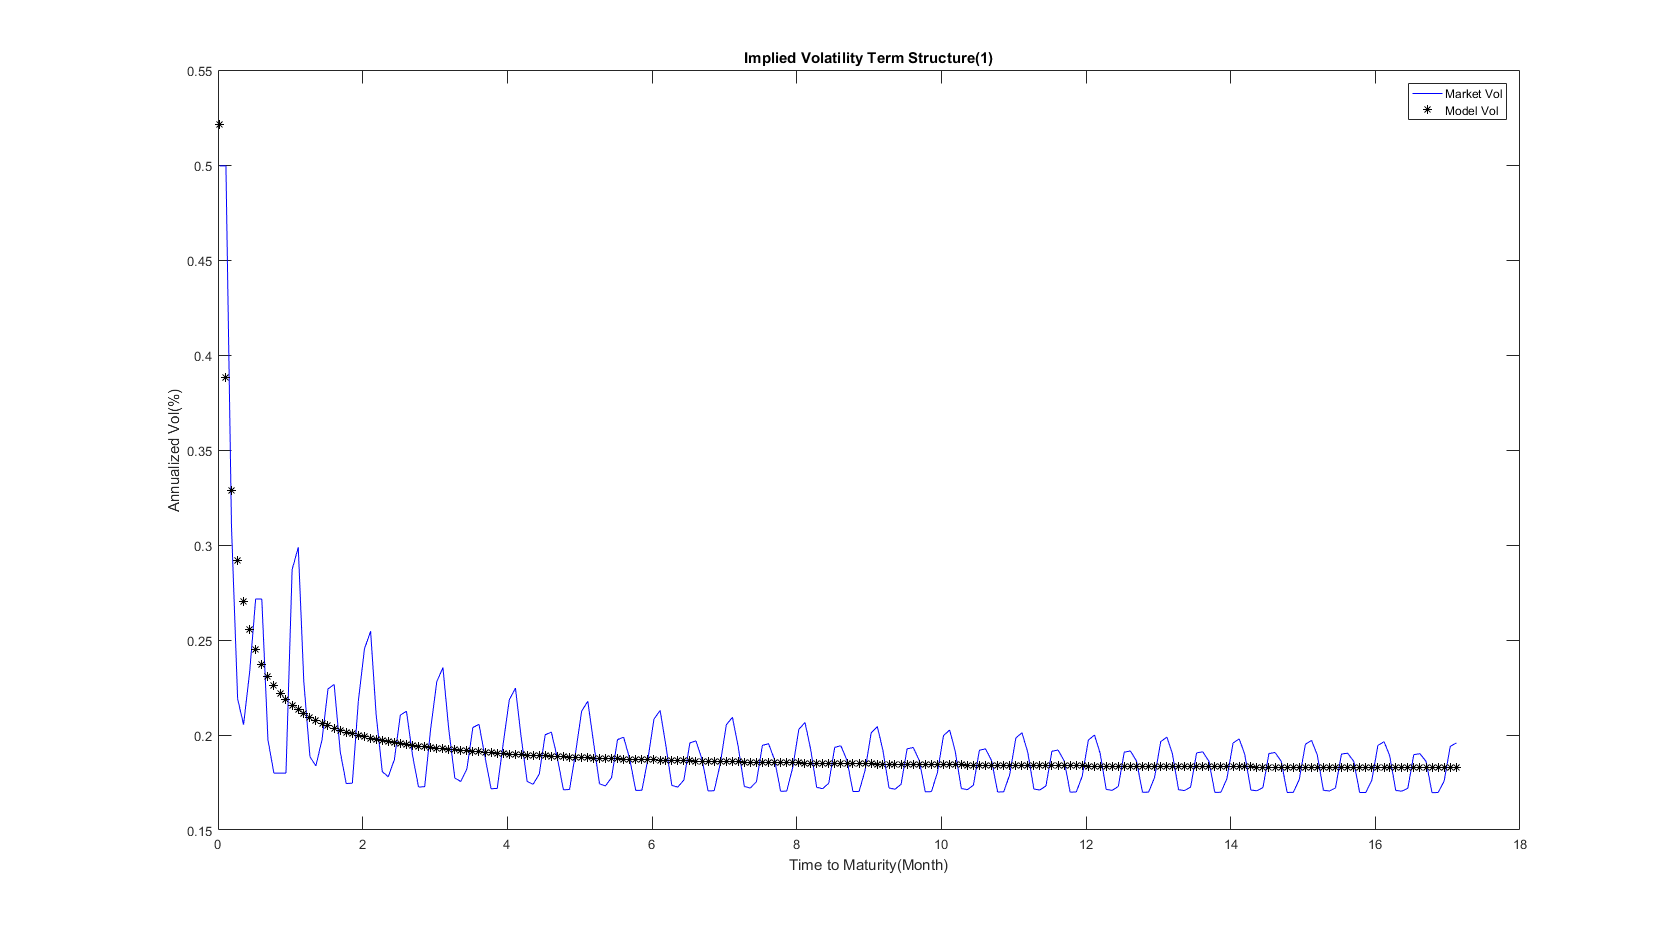 Implied Volatility Term Structure(1)
0.55
0.5
0.45
0.4
0.35
0.3
0.25
0.2
0.15
Annualized Vol(%)
Market Vol
Model Vol
0 2 4 6 8 10 12 14 16 18
Time to Maturity(Month)